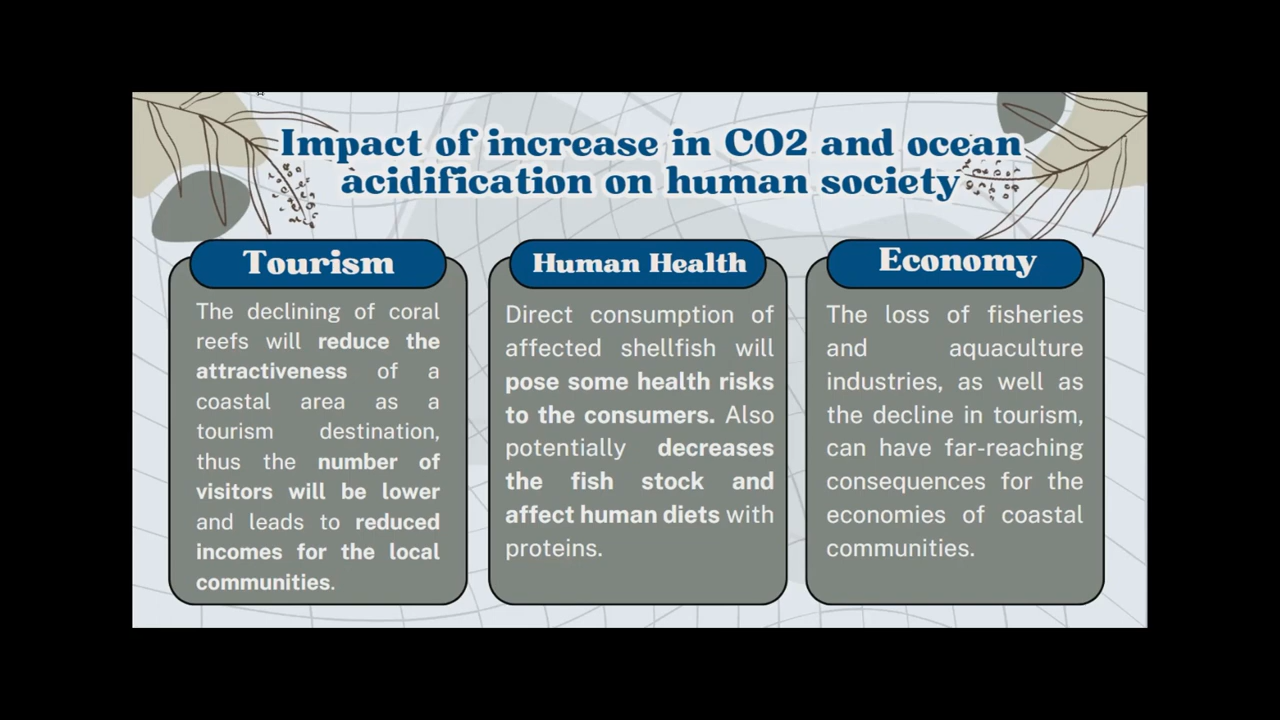 Impact of increase in CO2 and ocean
acidification on human society
Tourism
The declining of coral
reefs will reduce the
attractiveness of a
coastal area as a
tourism destination,
thus the number of
visitors will be lower
and leads to reduced
incomes for the local
communities.
Human Health
Direct consumption of
affected shellfish will
pose some health risks
to the consumers. Also
potentially decreases
the fish stock and
affect human diets with
proteins.
Economy
The loss of fisheries
and aquaculture
industries, as well as
the decline in tourism,
can have far-reaching
consequences for the
economies of coastal
communities.